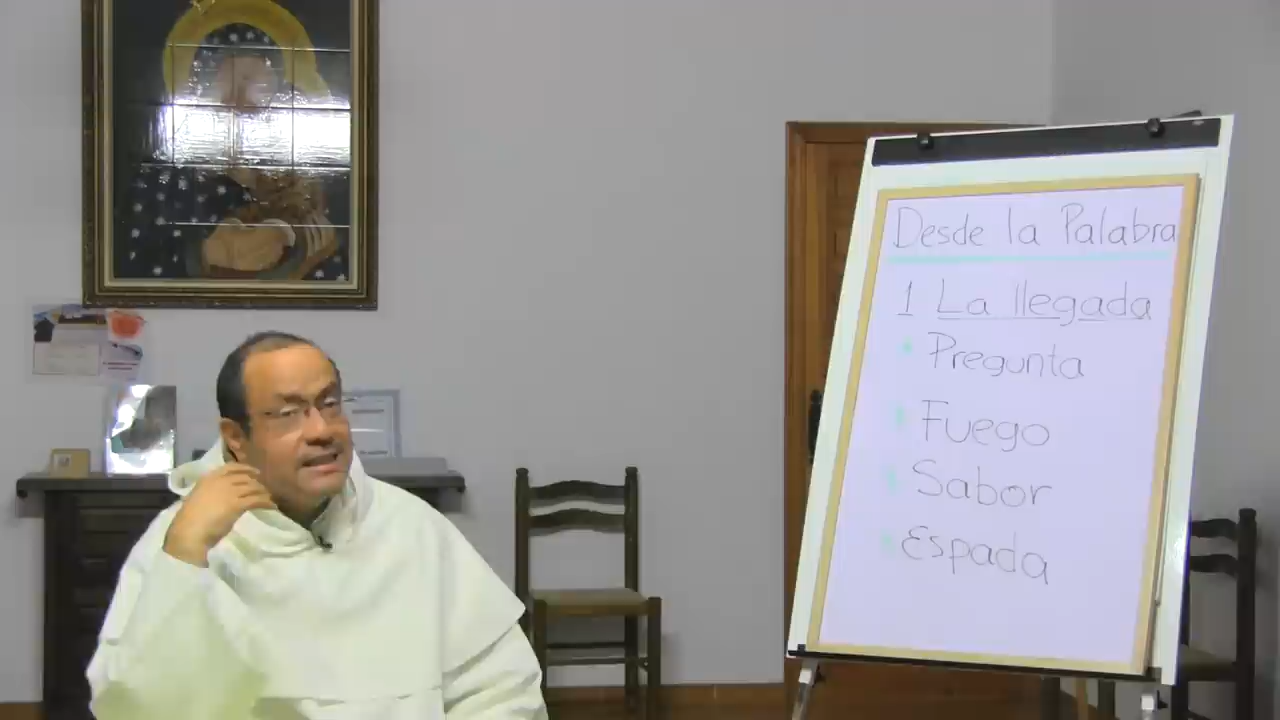 Desde la Palabra
1 La llegada
• Pregunta
• Fuego
• Sabor
• Espada